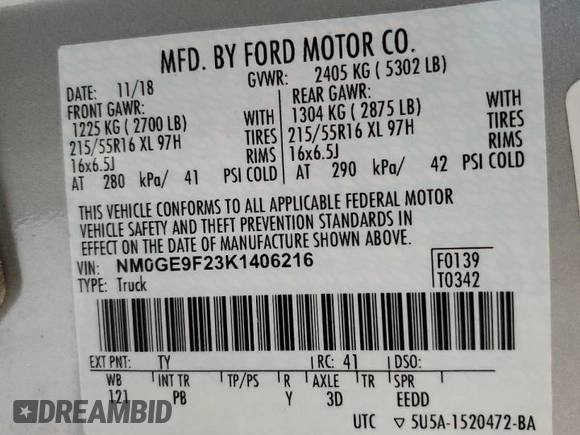 MFD. BY FORD MOTOR CO.
DATE: 11/18 GVWR: 2405 KG ( 5302 LB)
FRONT GAWR: REAR GAWR:
1225 KG ( 2700 LB) WITH 1304 KG ( 2875 LB) WITH
215/55R16 XL 97H TIRES 215/55R16 XL 97H TIRES
16x6.5J RIMS 16x6.5J RIMS
AT 280 kPa/ 41 PSI COLD AT 290 kPa/ 42 PSI COLD
THIS VEHICLE CONFORMS TO ALL APPLICABLE FEDERAL MOTOR
VEHICLE SAFETY AND THEFT PREVENTION STANDARDS IN
EFFECT ON THE DATE OF MANUFACTURE SHOWN ABOVE.
VIN: NM0GE9F23K1406216 F0139
TYPE: Truck T0342
EXT PNT: TY RC: 41 DSO:
WB INT TR TP/PS R AXLE TR SPR
121 PB Y 3D EEDD
UTC ▽ 5U5A-1520472-BA
DREAMBID